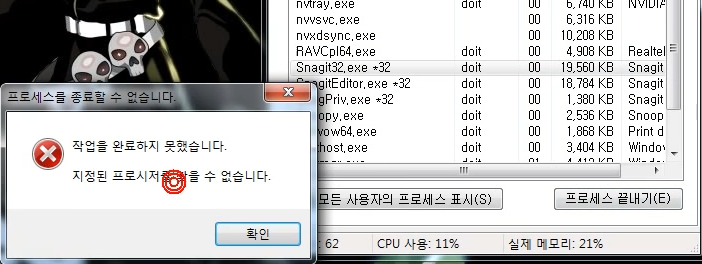 nvtray.exe doit 00 6,740 KB NVIDIA
nvvsvc.exe 00 6,316 KB
nvxdsync.exe 00 10,208 KB
RAVCpl64.exe doit 00 4,908 KB Realtel
Snagit32.exe *32 doit 00 19,560 KB Snagit
SnagitEditor.exe *32 doit 00 18,784 KB Snagit
gPriv.exe *32 doit 00 1,380 KB Snagit
oopy.exe doit 00 2,536 KB Snoop
wow64.exe doit 00 1,868 KB Print d
host.exe doit 00 3,404 KB Window
doit 01 4,412 KB Window
프로세스를 종료할 수 없습니다.
작업을 완료하지 못했습니다.
지정된 프로시저를 찾을 수 없습니다.
확인
모든 사용자의 프로세스 표시(S)
프로세스 끝내기(E)
: 62 CPU 사용: 11% 실제 메모리: 21%